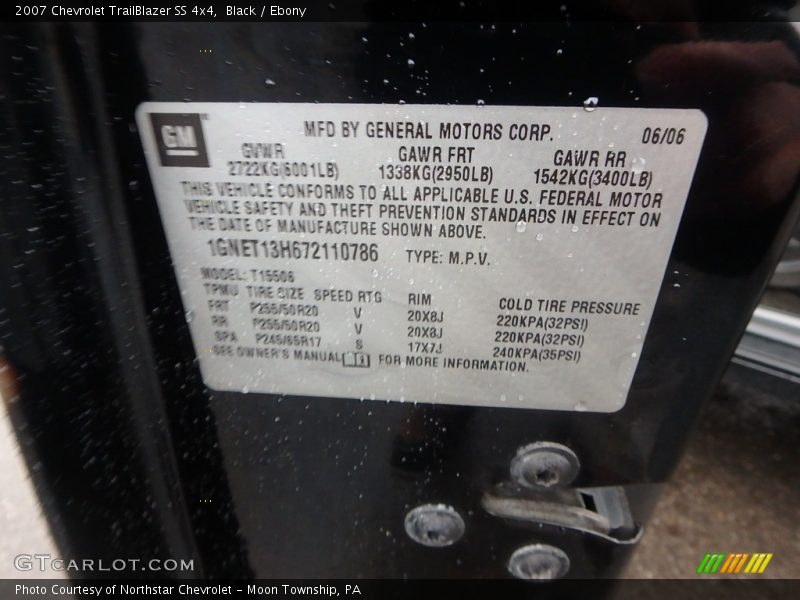 2007 Chevrolet TrailBlazer SS 4x4,  Black / Ebony
GM
MFD BY GENERAL MOTORS CORP. 06/06
GVWR GAWR FRT GAWR RR
2722KG(6001LB) 1338KG(2950LB) 1542KG(3400LB)
THIS VEHICLE CONFORMS TO ALL APPLICABLE U.S. FEDERAL MOTOR
VEHICLE SAFETY AND THEFT PREVENTION STANDARDS IN EFFECT ON
THE DATE OF MANUFACTURE SHOWN ABOVE.
1GNET13H672110786 TYPE: M.P.V.
MODEL: T15506
TPMU TIRE SIZE SPEED RTG RIM COLD TIRE PRESSURE
FRT P255/50R20 V 20X8J 220KPA(32PSI)
RR P255/50R20 V 20X8J 220KPA(32PSI)
SPA P245/65R17 S 17X7J 240KPA(35PSI)
SEE OWNER'S MANUAL FOR MORE INFORMATION.
GTCARLOT.COM
Photo Courtesy of Northstar Chevrolet - Moon Township, PA